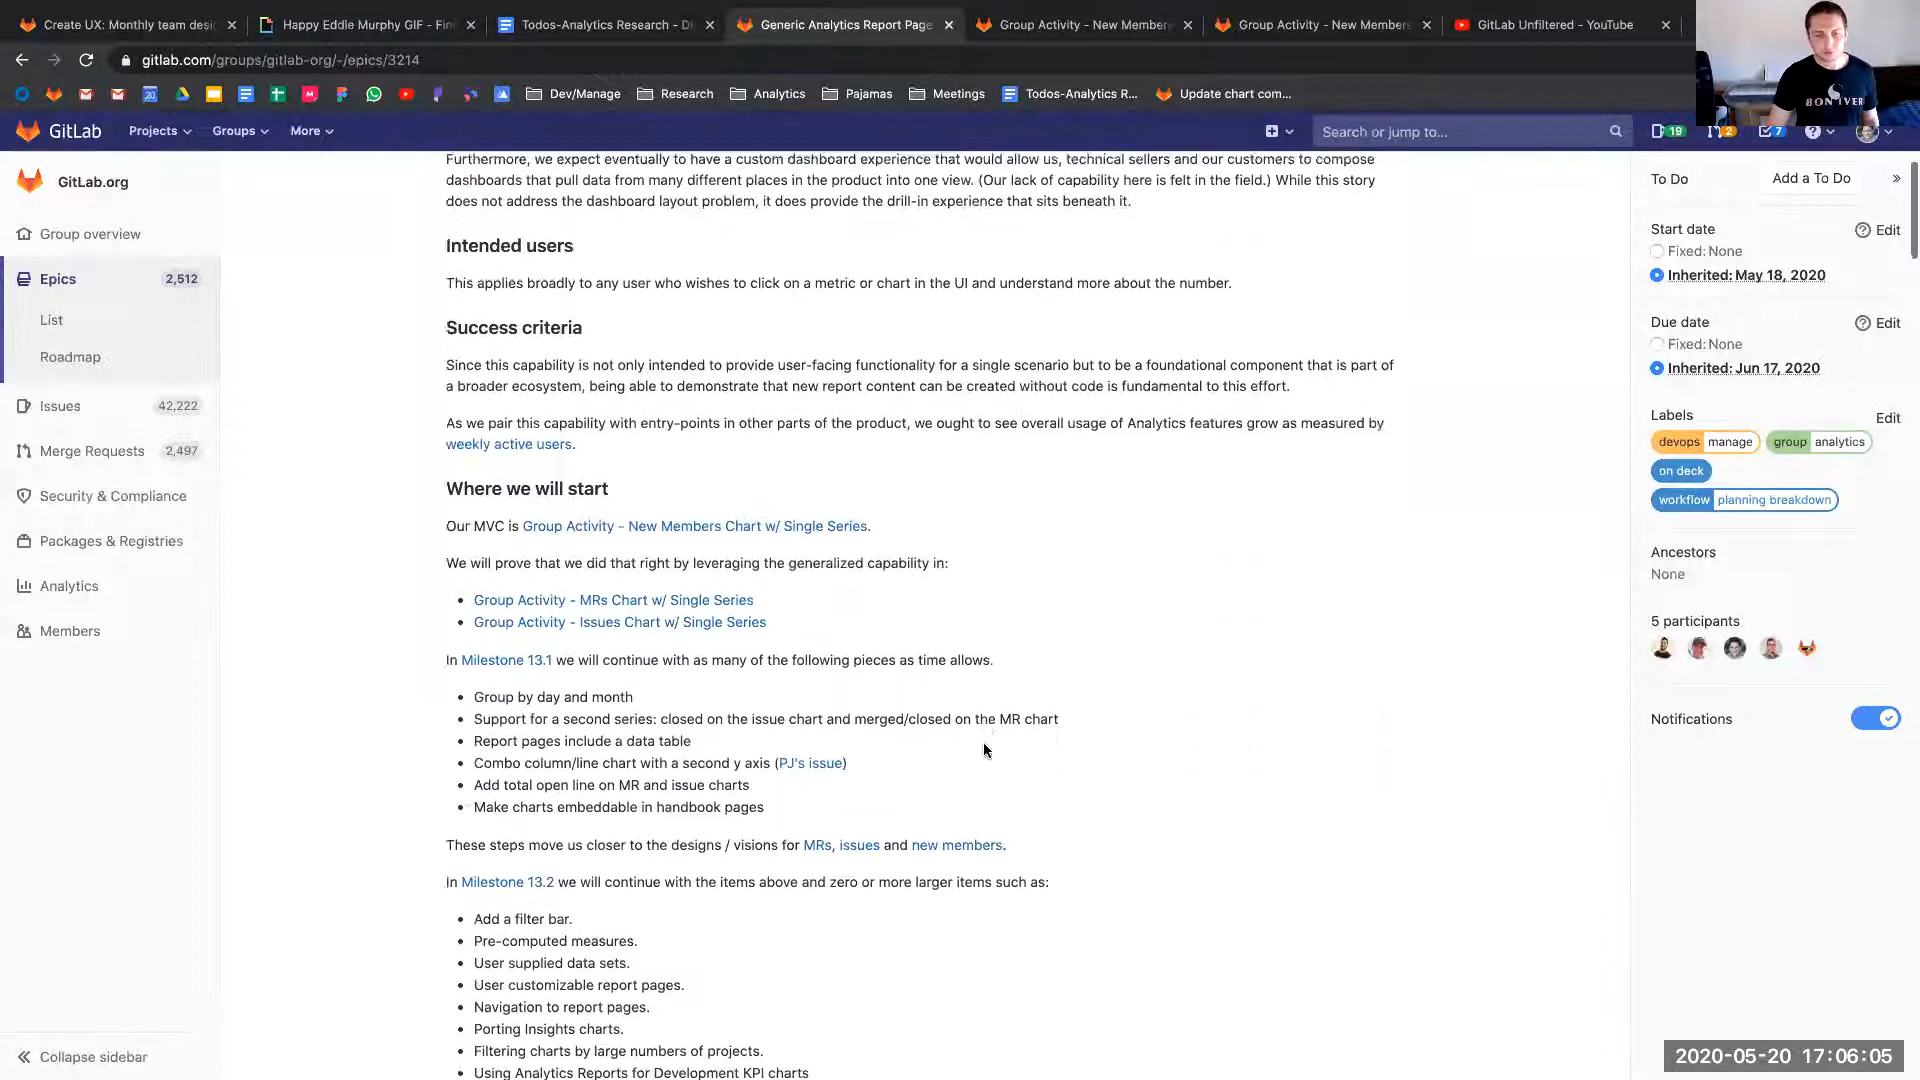 Create UX: Monthly team desi
Happy Eddie Murphy GIF - Fin
Todos-Analytics Research - D
Generic Analytics Report Page
Group Activity - New Member
Group Activity - New Members
GitLab Unfiltered - YouTube
gitlab.com/groups/gitlab-org/-/epics/3214
Dev/Manage
Research
Analytics
Pajamas
Meetings
Todos-Analytics R...
Update chart com...
BON IVER
GitLab
Projects
Groups
More
Search or jump to...
19
2
7
GitLab.org
Group overview
Epics 2,512
List
Roadmap
Issues 42,222
Merge Requests 2,497
Security & Compliance
Packages & Registries
Analytics
Members
Collapse sidebar
Furthermore, we expect eventually to have a custom dashboard experience that would allow us, technical sellers and our customers to compose
dashboards that pull data from many different places in the product into one view. (Our lack of capability here is felt in the field.) While this story
does not address the dashboard layout problem, it does provide the drill-in experience that sits beneath it.
Intended users
This applies broadly to any user who wishes to click on a metric or chart in the UI and understand more about the number.
Success criteria
Since this capability is not only intended to provide user-facing functionality for a single scenario but to be a foundational component that is part of
a broader ecosystem, being able to demonstrate that new report content can be created without code is fundamental to this effort.
As we pair this capability with entry-points in other parts of the product, we ought to see overall usage of Analytics features grow as measured by
weekly active users.
Where we will start
Our MVC is Group Activity - New Members Chart w/ Single Series.
We will prove that we did that right by leveraging the generalized capability in:
• Group Activity - MRs Chart w/ Single Series
• Group Activity - Issues Chart w/ Single Series
In Milestone 13.1 we will continue with as many of the following pieces as time allows.
• Group by day and month
• Support for a second series: closed on the issue chart and merged/closed on the MR chart
• Report pages include a data table
• Combo column/line chart with a second y axis (PJ's issue)
• Add total open line on MR and issue charts
• Make charts embeddable in handbook pages
These steps move us closer to the designs / visions for MRs, issues and new members.
In Milestone 13.2 we will continue with the items above and zero or more larger items such as:
• Add a filter bar.
• Pre-computed measures.
• User supplied data sets.
• User customizable report pages.
• Navigation to report pages.
• Porting Insights charts.
• Filtering charts by large numbers of projects.
• Using Analytics Reports for Development KPI charts
To Do
Add a To Do
Start date
Edit
Fixed: None
Inherited: May 18, 2020
Due date
Edit
Fixed: None
Inherited: Jun 17, 2020
Labels
Edit
devops manage
group analytics
on deck
workflow planning breakdown
Ancestors
None
5 participants
Notifications
2020-05-20 17:06:05